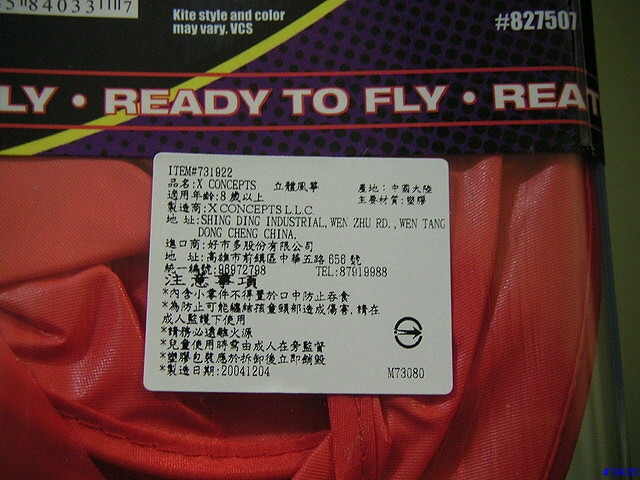 84033
Kite style and color
may vary. VCS
#827507
LY • READY TO FLY • REA
ITEM#731922
品名:X CONCEPTS 立體風箏 產地:中國大陸
適用年齡:8 歲以上 主要材質:塑膠
製造商:X CONCEPTS L.L.C.
地 址:SHING DING INDUSTRIAL, WEN ZHU RD., WEN TANG
DONG CHENG CHINA.
進口商:好市多股份有限公司
地 址:高雄市前鎮區中華五路 656 號
統一編號:96972798 TEL:87919988
注意事項
*內含小零件不得置於口中防止吞食
*為防止可能纏繞孩童頸部造成傷害,請在
成人監護下使用
*請務必遠離火源
*兒童使用時需由成人在旁監督
*塑膠包裝應於拆卸後立即銷毀
*製造日期:20041204
M73080